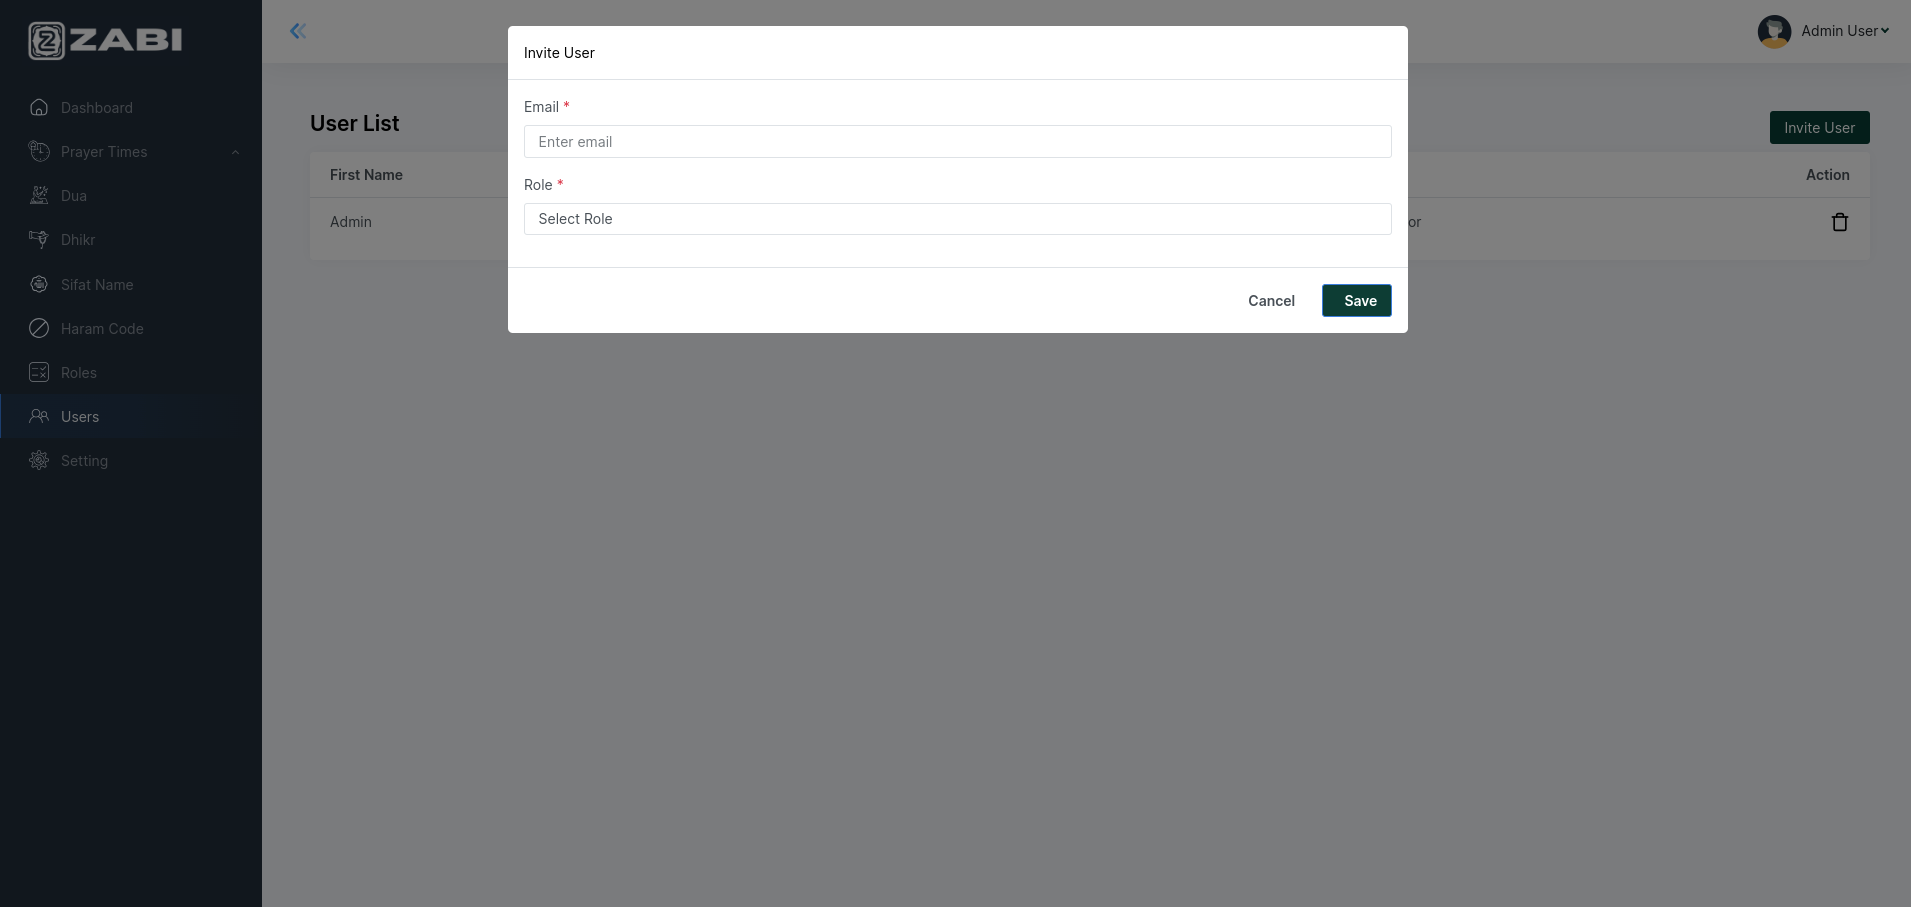 ZABI
Dashboard
Prayer Times
Dua
Dhikr
Sifat Name
Haram Code
Roles
Users
Setting
Admin User
User List
Invite User
First Name
Action
Admin
or
Invite User
Email *
Enter email
Role *
Select Role
Cancel
Save